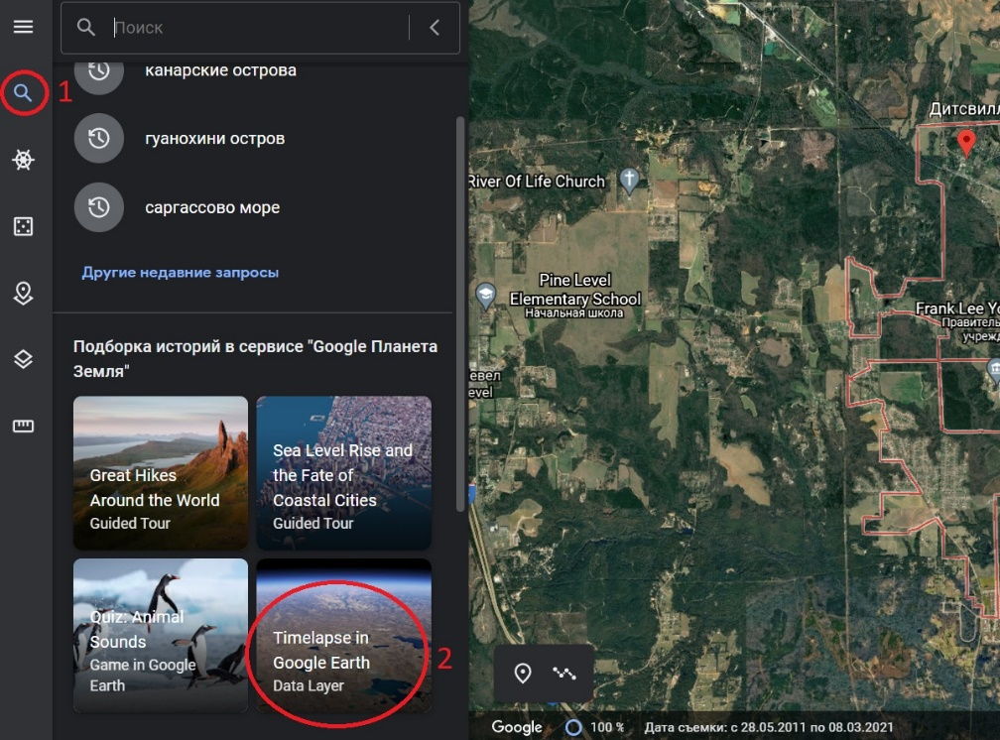 Поиск
1
канарские острова
гуанохини остров
саргассово море
Другие недавние запросы
Подборка историй в сервисе "Google Планета
Земля"
Great Hikes
Around the World
Guided Tour
Sea Level Rise and
the Fate of
Coastal Cities
Guided Tour
Quiz: Animal
Sounds
Game in Google
Earth
Timelapse in
Google Earth
Data Layer
2
Дитсвилл
River Of Life Church
Pine Level
Elementary School
Начальная школа
Frank Lee Yo
Правитель
учрежд
евел
evel
Google
100 %
Дата съемки: с 28.05.2011 по 08.03.2021